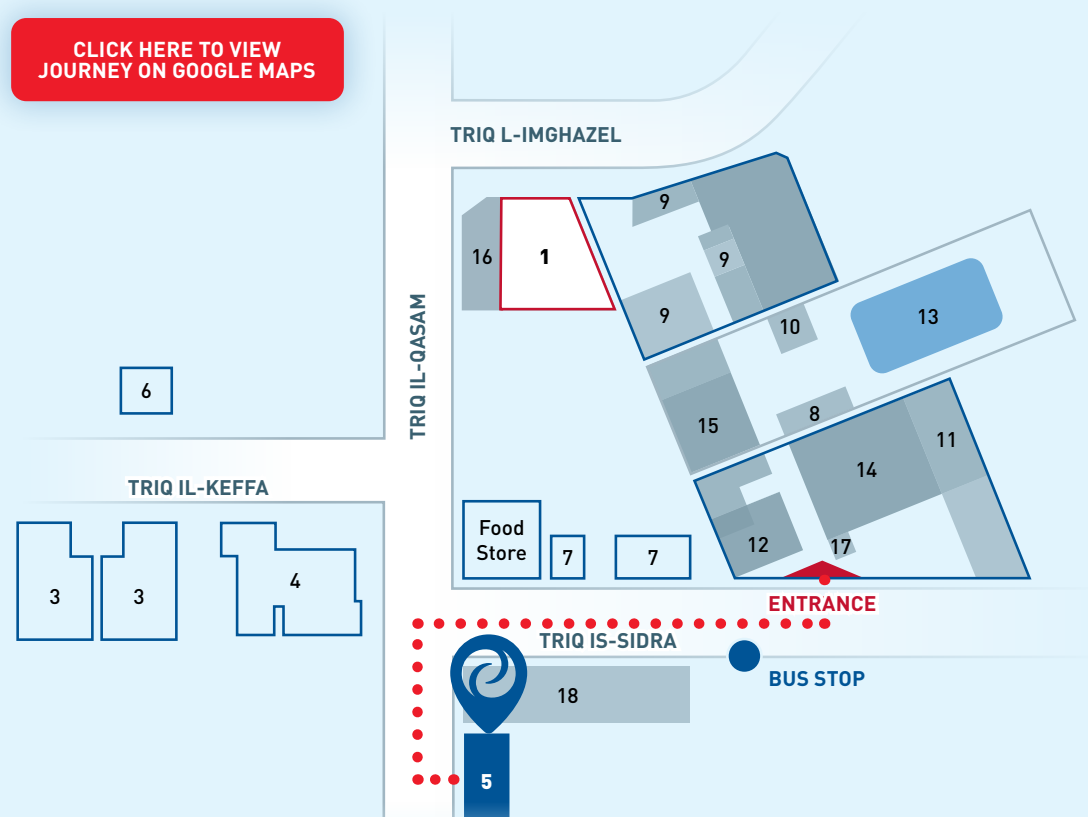 CLICK HERE TO VIEW
JOURNEY ON GOOGLE MAPS
TRIQ L-IMGHAZEL
9
16
1
9
TRIQ IL-QASAM
9
10
13
6
15
8
14
11
TRIQ IL-KEFFA
Food
Store
7
7
12
17
3
3
4
ENTRANCE
TRIQ IS-SIDRA
BUS STOP
18
5